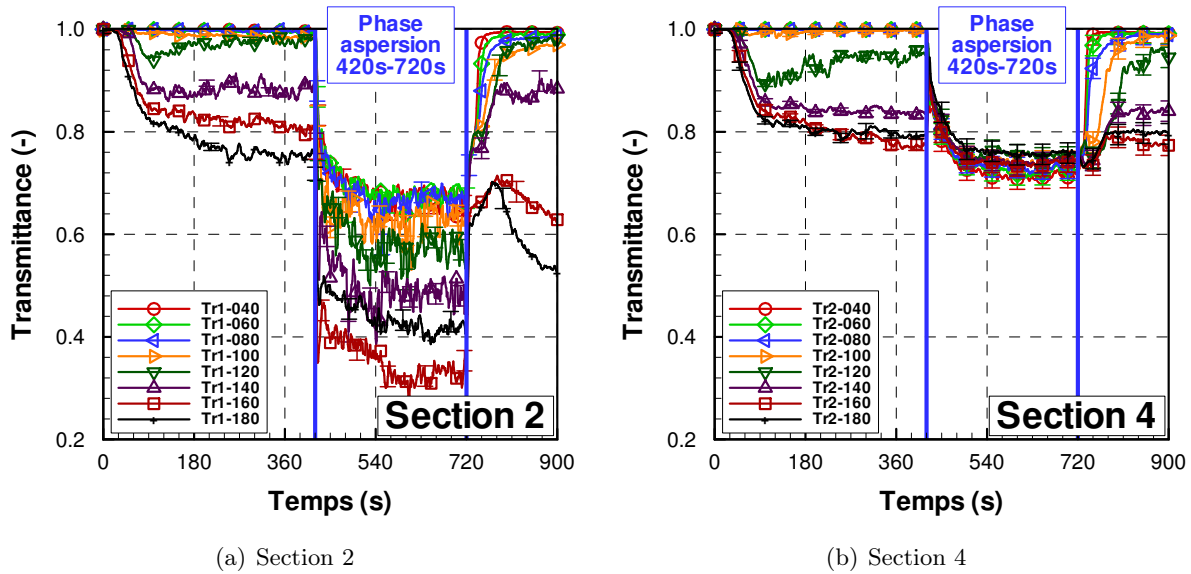 Transmittance (-)
1.0
0.8
0.6
0.4
0.2
Phase
aspersion
420s-720s
Tr1-040
Tr1-060
Tr1-080
Tr1-100
Tr1-120
Tr1-140
Tr1-160
Tr1-180
Section 2
0 180 360 540 720 900
Temps (s)
(a) Section 2
Transmittance (-)
1.0
0.8
0.6
0.4
0.2
Phase
aspersion
420s-720s
Tr2-040
Tr2-060
Tr2-080
Tr2-100
Tr2-120
Tr2-140
Tr2-160
Tr2-180
Section 4
0 180 360 540 720 900
Temps (s)
(b) Section 4